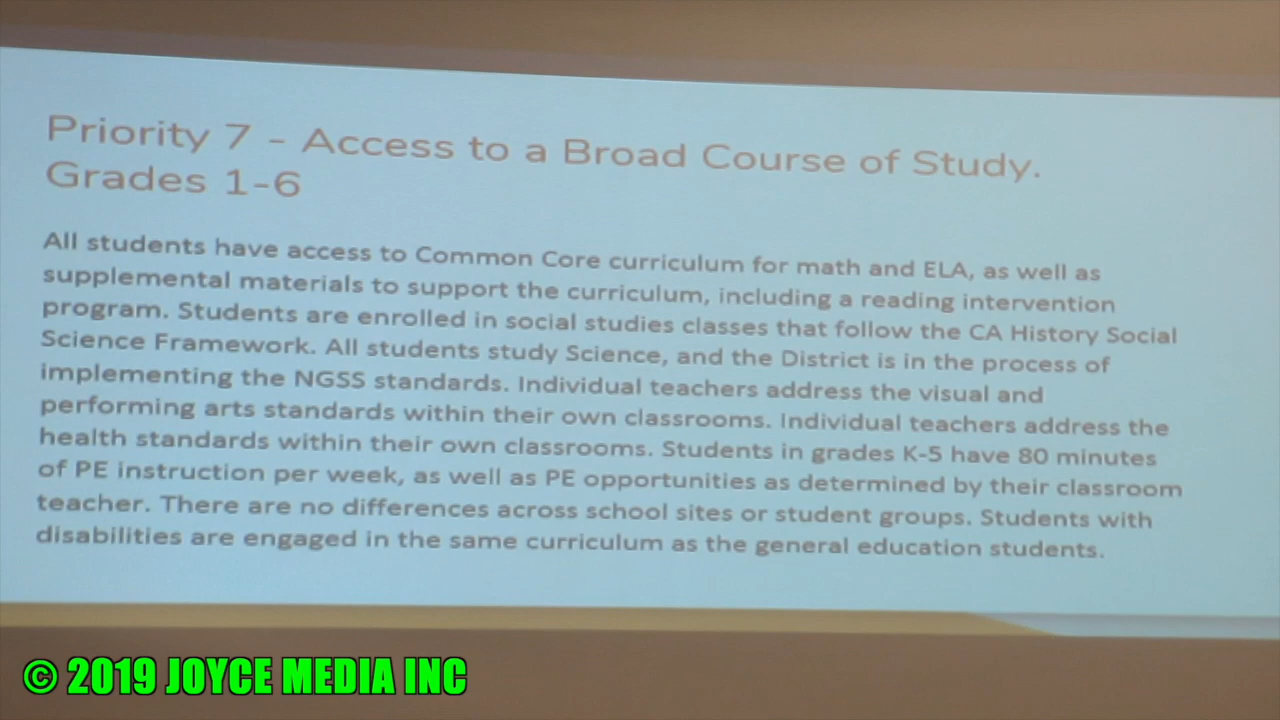 Priority 7 - Access to a Broad Course of Study.
Grades 1-6
All students have access to Common Core curriculum for math and ELA, as well as
supplemental materials to support the curriculum, including a reading intervention
program. Students are enrolled in social studies classes that follow the CA History Social
Science Framework. All students study Science, and the District is in the process of
implementing the NGSS standards. Individual teachers address the visual and
performing arts standards within their own classrooms. Individual teachers address the
health standards within their own classrooms. Students in grades K-5 have 80 minutes
of PE instruction per week, as well as PE opportunities as determined by their classroom
teacher. There are no differences across school sites or student groups. Students with
disabilities are engaged in the same curriculum as the general education students.
© 2019 JOYCE MEDIA INC